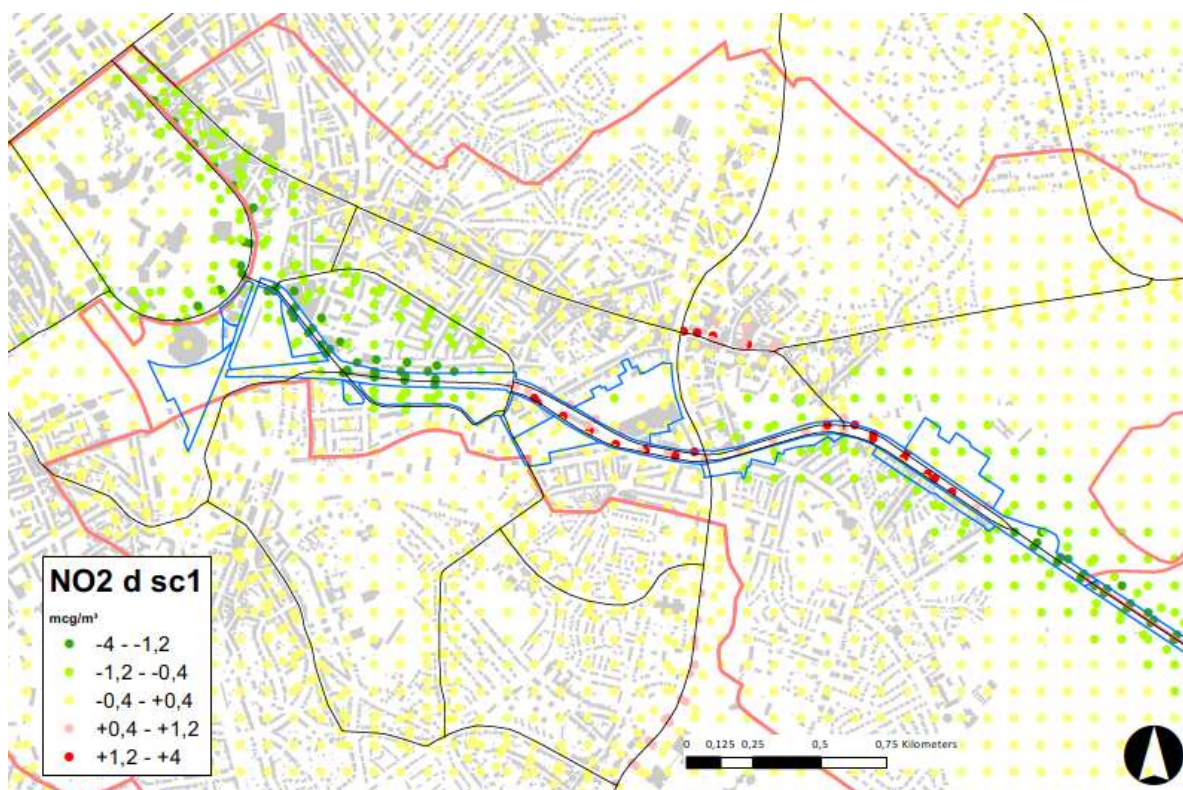 NO2 d sc1
mcg/m³
-4 - -1,2
-1,2 - -0,4
-0,4 - +0,4
+0,4 - +1,2
+1,2 - +4
0 0,125 0,25 0,5 0,75 Kilometers